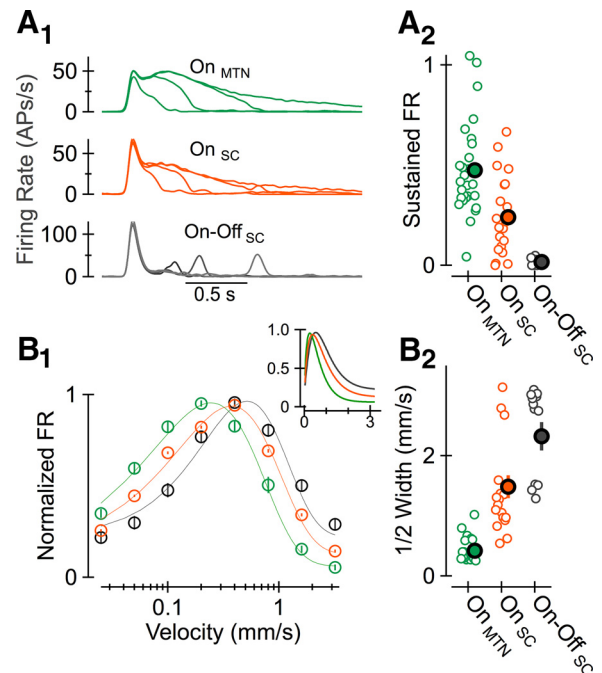 A1
A2
Firing Rate (APs/s)
50
0
On MTN
50
0
On SC
100
0
On-Off SC
0.5 s
Sustained FR
1
0
On MTN
On SC
On-Off SC
B1
B2
Normalized FR
1
0
0.1
1
Velocity (mm/s)
1.0
0.5
0
0
3
1/2 Width (mm/s)
2
0
On MTN
On SC
On-Off SC